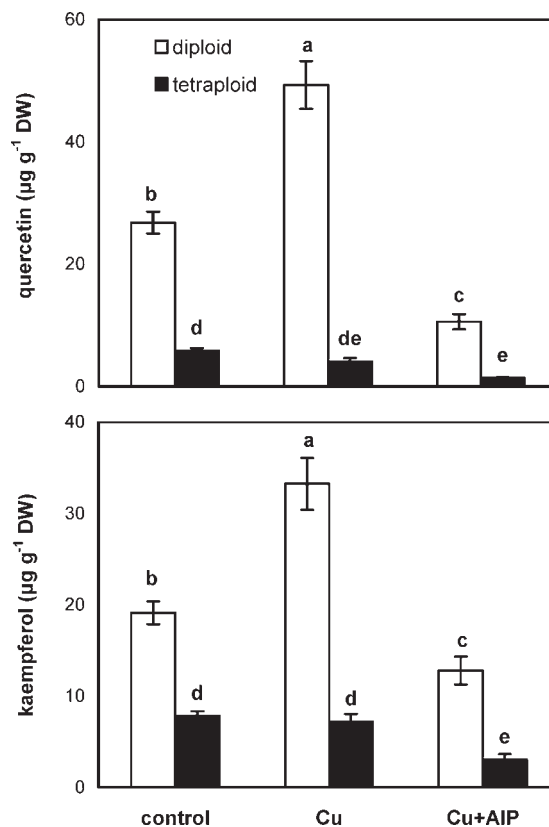 60
diploid
tetraploid
a
40
b
20
c
d
de
e
0
quercetin (µg g⁻¹ DW)
40
a
30
b
20
c
d
d
10
e
0
kaempferol (µg g⁻¹ DW)
control Cu Cu+AIP